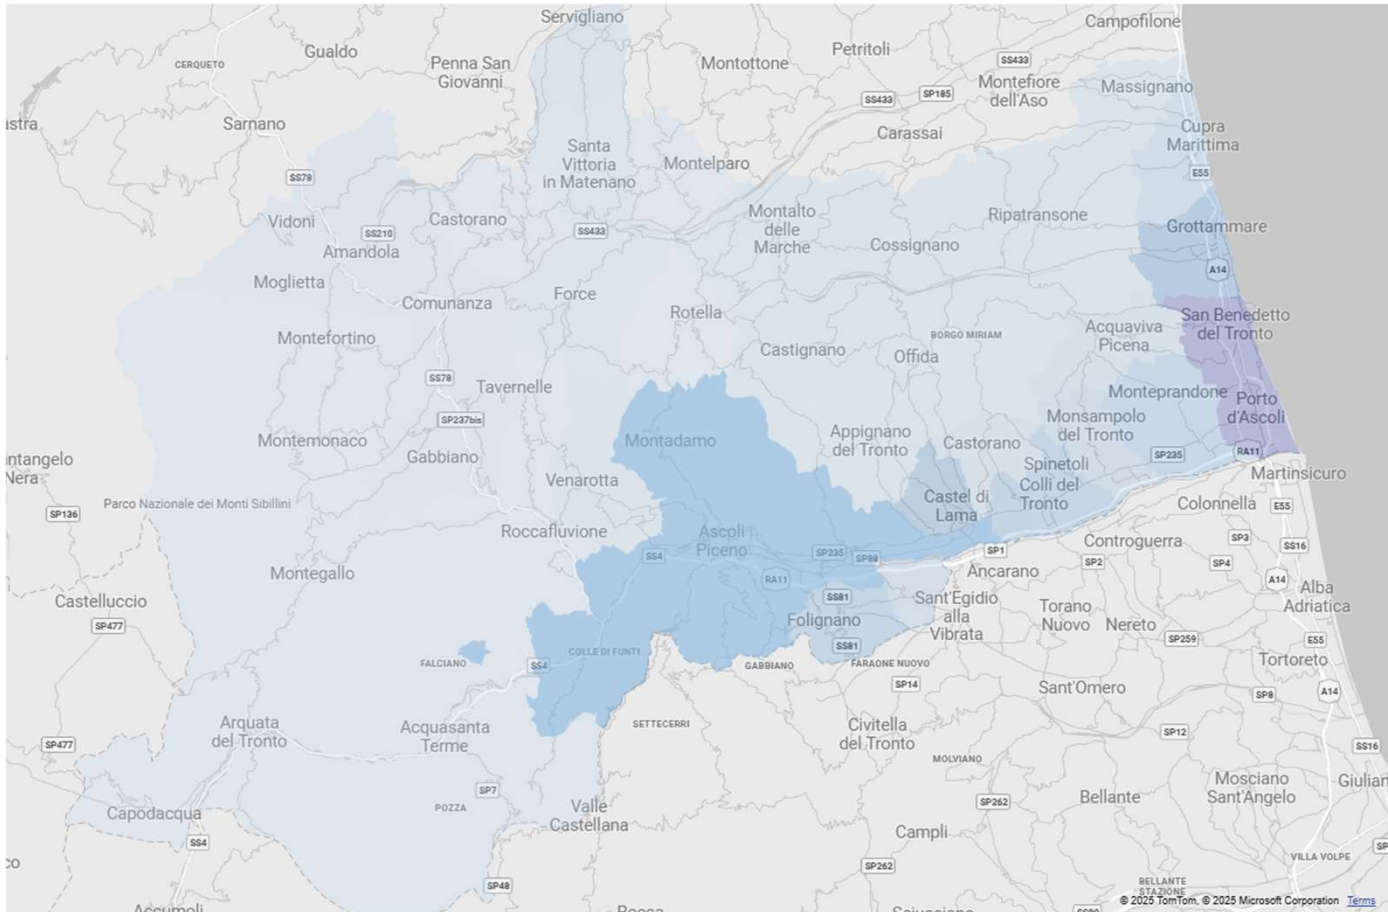 Servigliano
Campofilone
Gualdo
Petritoli
CERQUETO
Penna San
Giovanni
Montottone
SS433
Montefiore
dell'Aso
Massignano
SS433
SP185
astra
Sarnano
Carassai
Cupra
Marittima
Santa
Vittoria
in Matenano
Montelparo
SS78
E55
Vidoni
Castorano
Montalto
delle
Marche
Ripatransone
Grottammare
SS210
SS433
Amandola
Cossignano
A14
Moglietta
Force
Comunanza
Rotella
San Benedetto
del Tronto
Montefortino
BORGO MIRIAM
Acquaviva
Picena
Castignano
Offida
SS78
Tavernelle
Monteprandone
Porto
d'Ascoli
SP237bis
Monsampolo
del Tronto
Montemonaco
Montadamo
Appignano
del Tronto
Castorano
Gabbiano
SP235
RA11
ntangelo
Nera
Spinetoli
Colli del
Tronto
Martinsicuro
Venarotta
Parco Nazionale dei Monti Sibillini
Castel di
Lama
Colonnella
E55
SP136
Roccafluvione
Ascoli
Piceno
Controguerra
SP3
SS16
SS4
SP235
SP88
SP1
SP2
SP4
Montegallo
RA11
Ancarano
A14
Castelluccio
SS81
Sant'Egidio
alla
Vibrata
Alba
Adriatica
SP477
Folignano
Torano
Nuovo
Nereto
SS81
SP259
E55
FALCIANO
SS4
COLLE DI FUNTI
GABBIANO
FARAONE NUOVO
Tortoreto
SP14
Sant'Omero
SP8
A14
Arquata
del Tronto
Acquasanta
Terme
SETTECERRI
Civitella
del Tronto
SP12
SP477
SS16
MOLVIANO
SP7
Mosciano
Sant'Angelo
Giulian
Capodacqua
POZZA
Valle
Castellana
SP262
Bellante
SS4
Campli
SP
co
SP262
VILLA VOLPE
SP48
BELLANTE
STAZIONE
Accumoli
Rocca
© 2025 TomTom, © 2025 Microsoft Corporation Terms